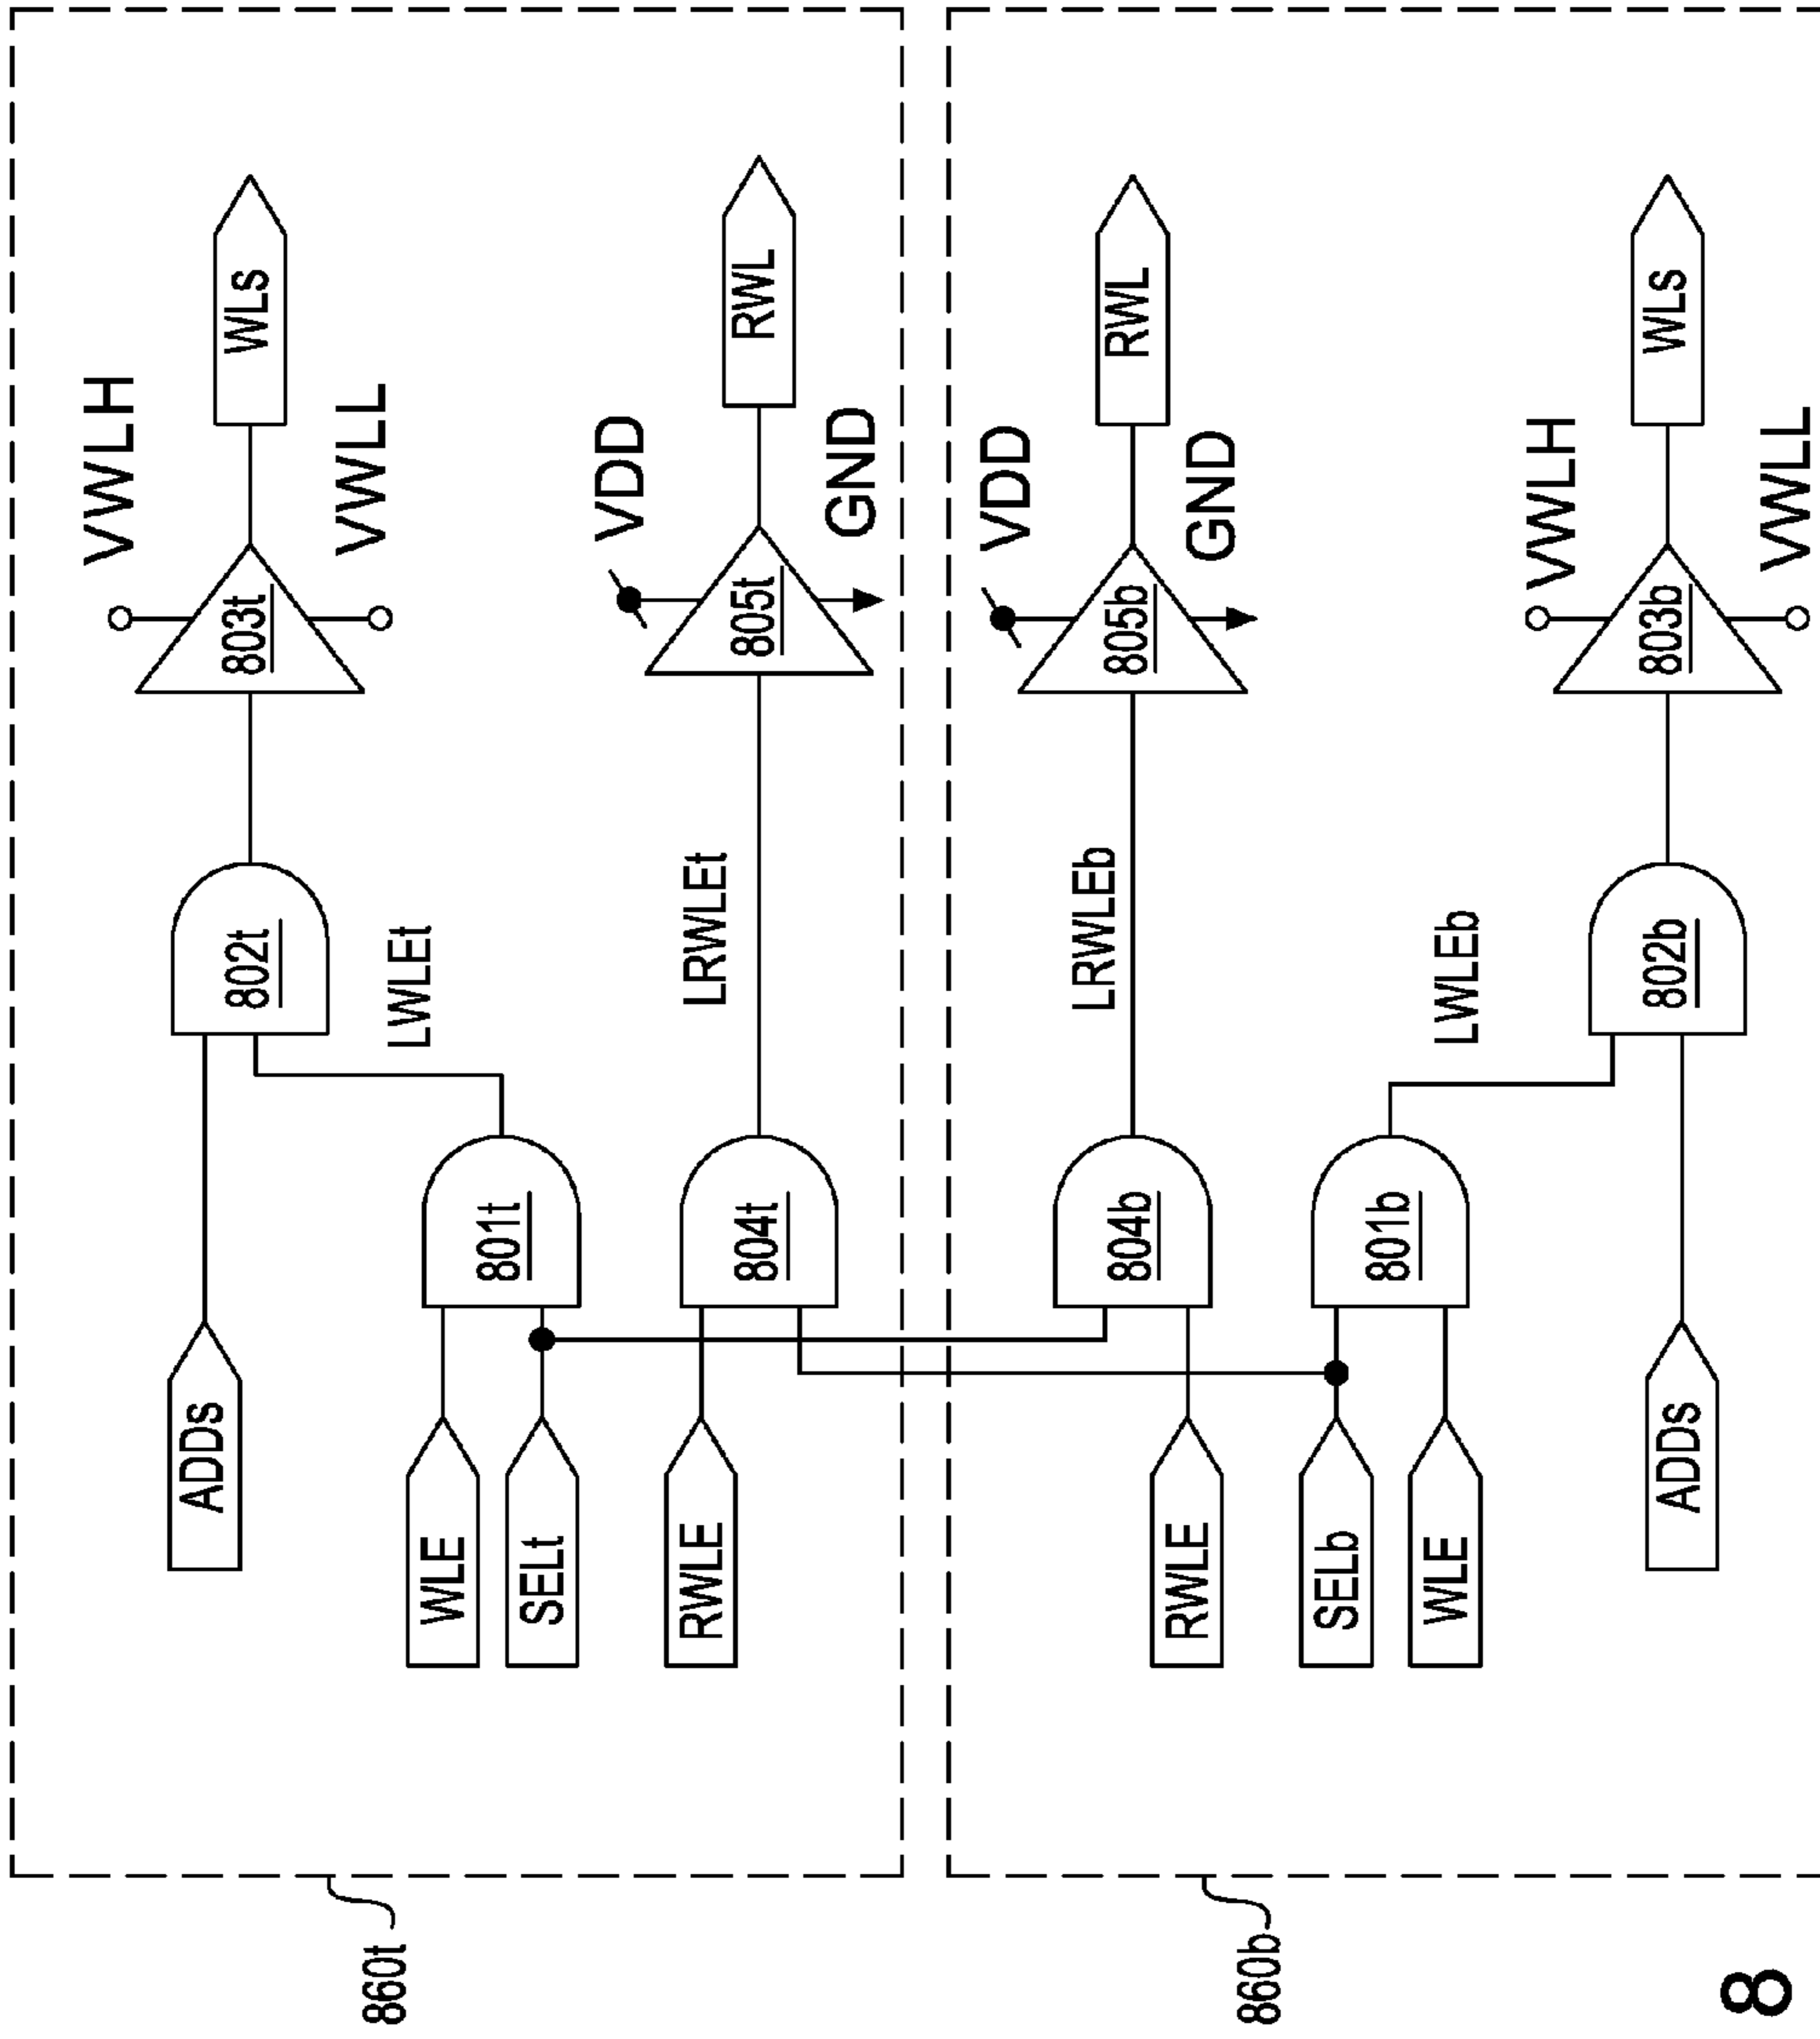 VWLH
ADDs
802t
803t
WLs
VWLL
LWLEt
WLE
801t
SELt
VDD
LRWLEt
RWLE
804t
805t
RWL
GND
860t
VDD
LRWLEb
804b
805b
RWL
RWLE
GND
SELb
801b
LWLEb
WLE
VWLH
ADDs
802b
803b
WLs
VWLL
860b
8